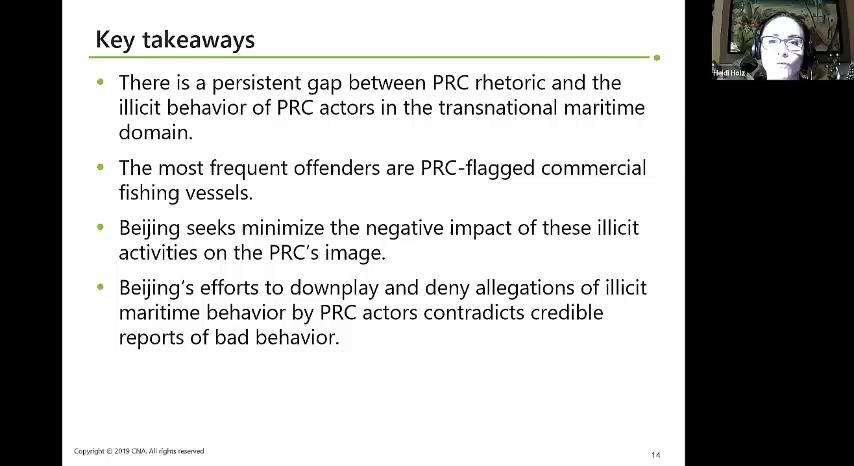 Key takeaways
There is a persistent gap between PRC rhetoric and the
illicit behavior of PRC actors in the transnational maritime
domain.
The most frequent offenders are PRC-flagged commercial
fishing vessels.
Beijing seeks minimize the negative impact of these illicit
activities on the PRC's image.
Beijing's efforts to downplay and deny allegations of illicit
maritime behavior by PRC actors contradicts credible
reports of bad behavior.
Copyright © 2019 CNA. All rights reserved
14
Heidi Holz